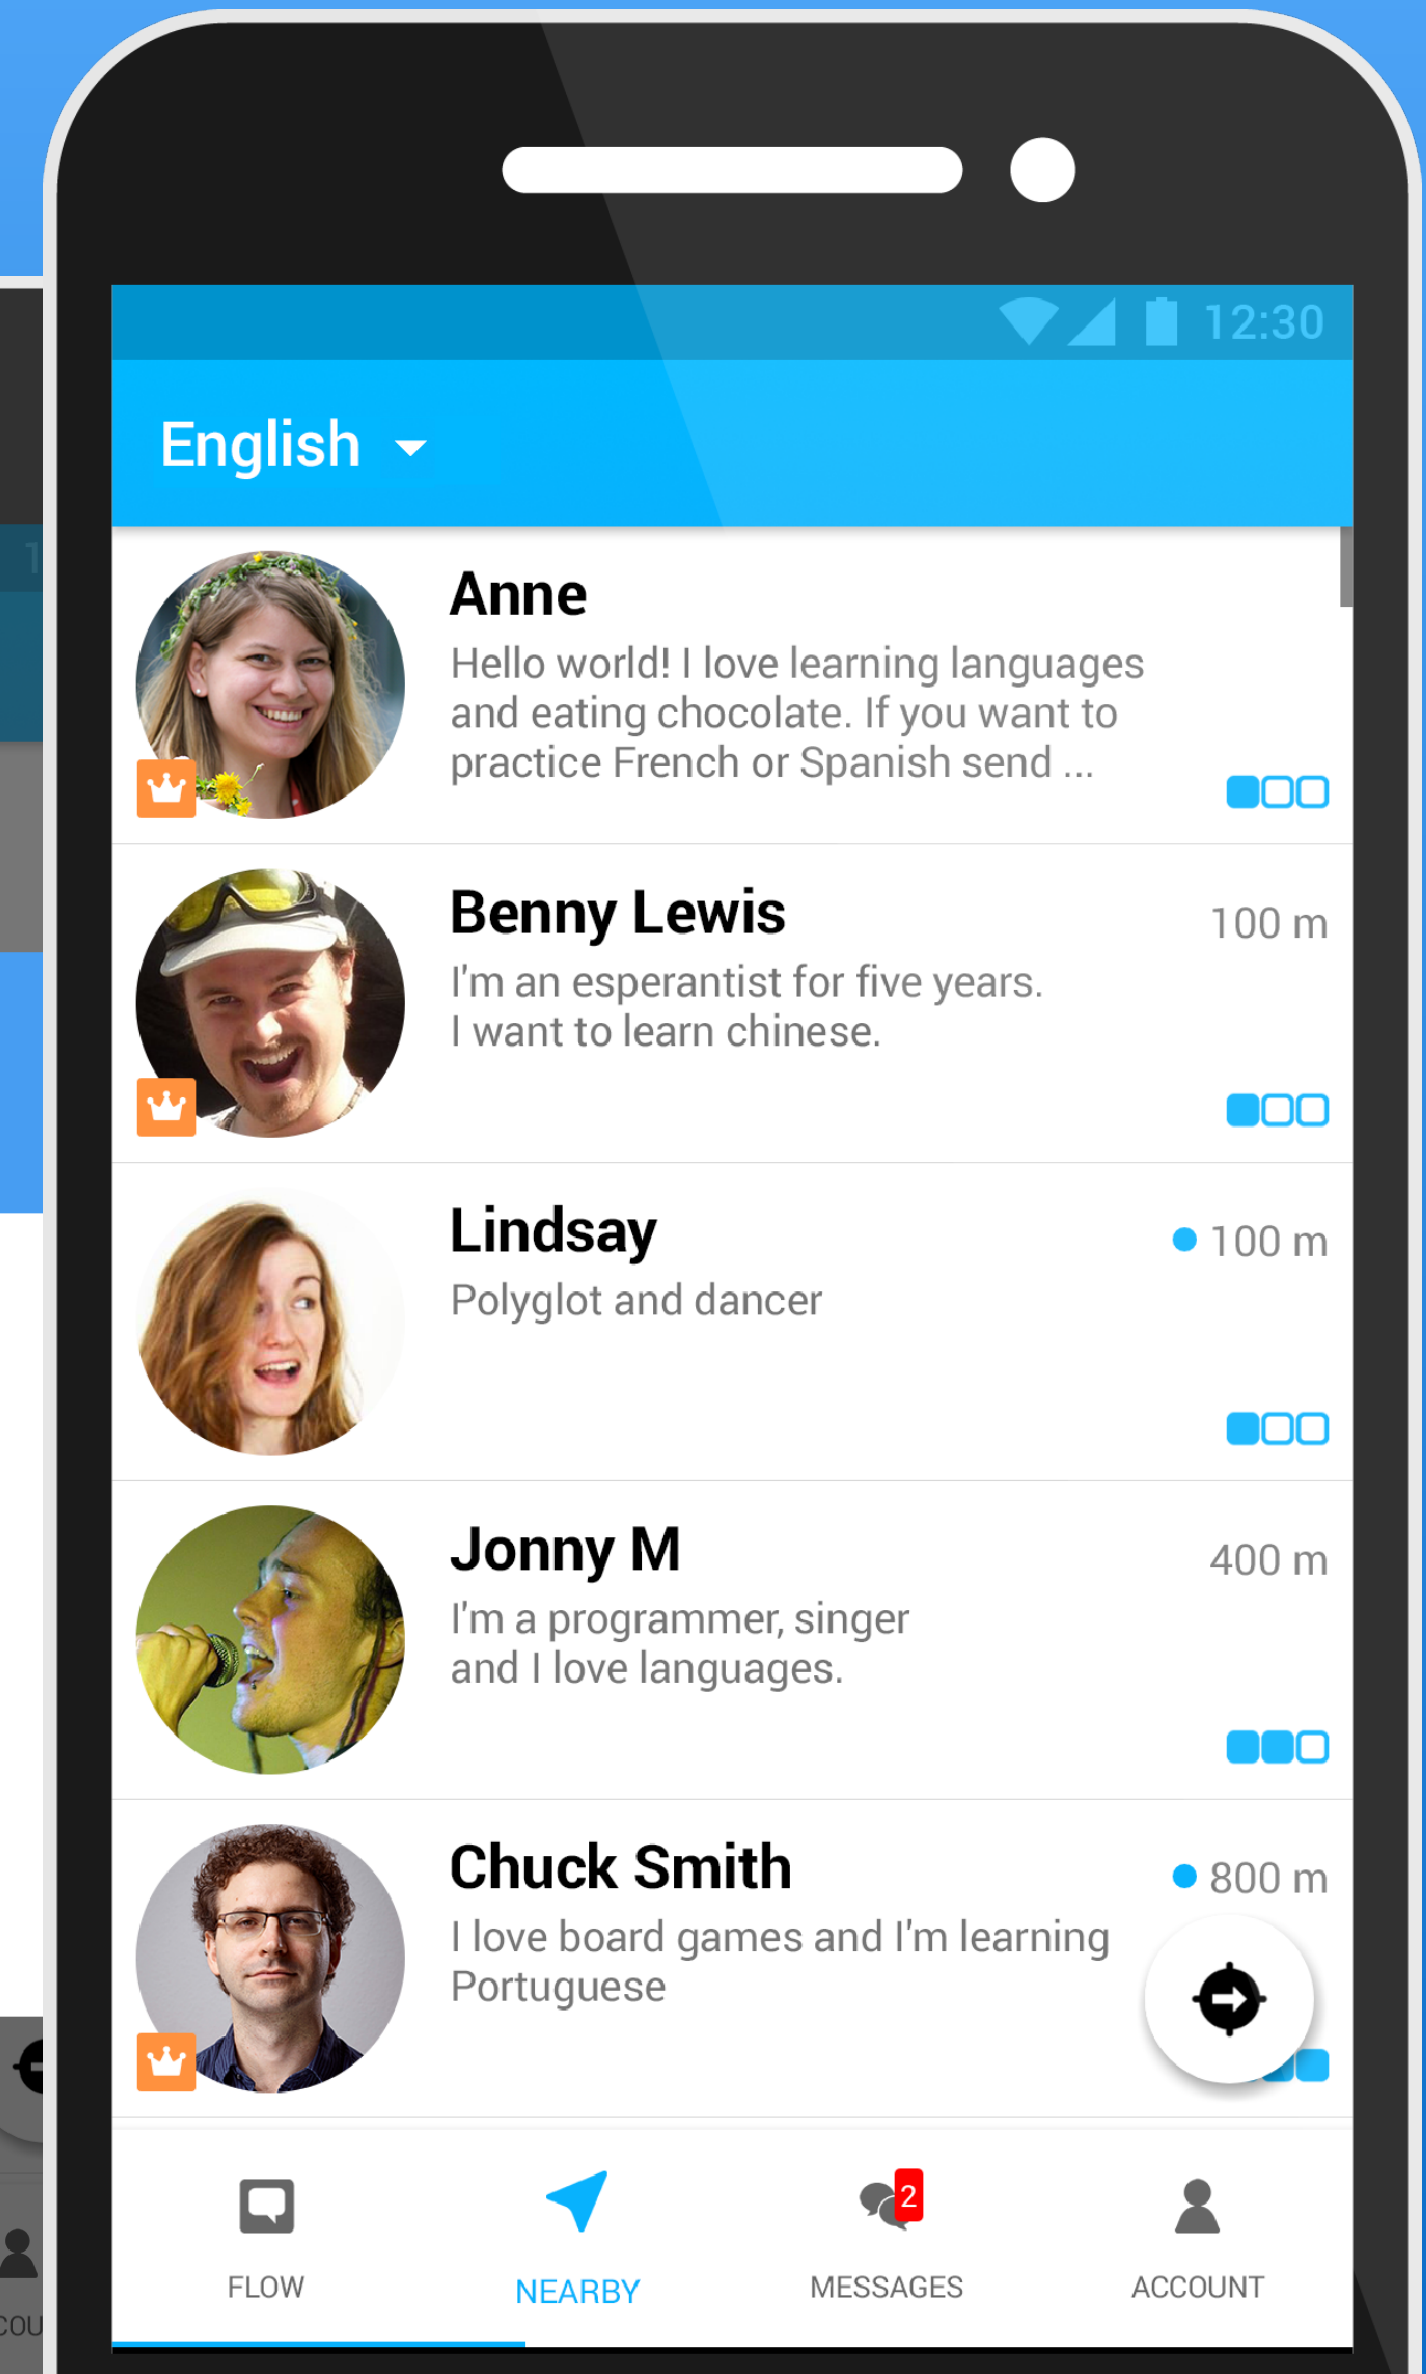 12:30
English
Anne
Hello world! I love learning languages
and eating chocolate. If you want to
practice French or Spanish send ...
Benny Lewis
100 m
I'm an esperantist for five years.
I want to learn chinese.
Lindsay
100 m
Polyglot and dancer
Jonny M
400 m
I'm a programmer, singer
and I love languages.
Chuck Smith
800 m
I love board games and I'm learning
Portuguese
2
FLOW
NEARBY
MESSAGES
ACCOUNT